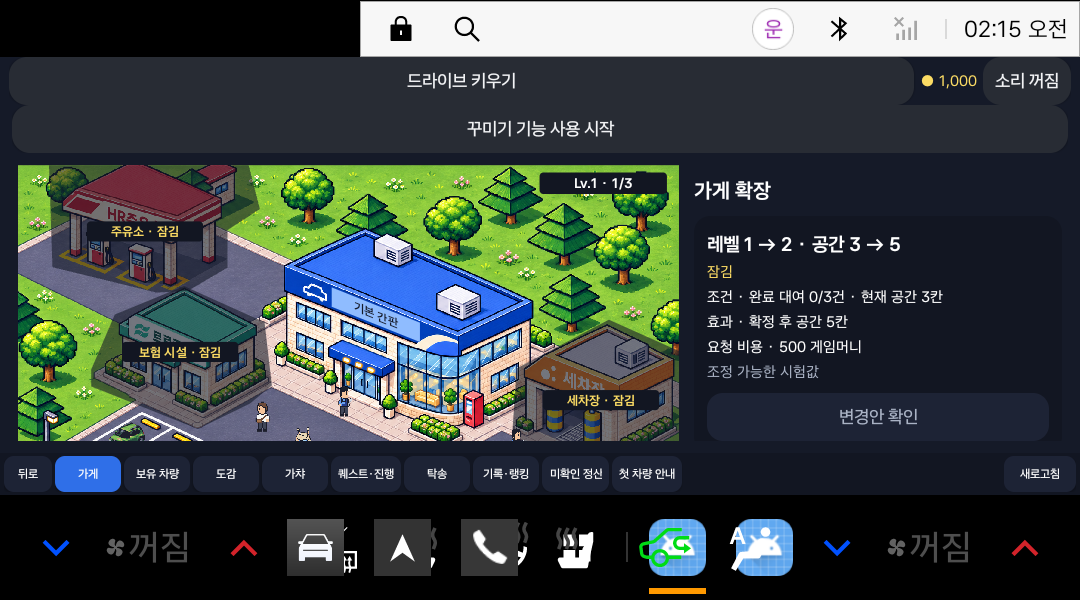 운
02:15 오전
드라이브 키우기
1,000
소리 꺼짐
꾸미기 기능 사용 시작
Lv.1 · 1/3
주유소 · 잠김
기본 간판
보험 시설 · 잠김
세차장
세차장 · 잠김
가게 확장
레벨 1 → 2 · 공간 3 → 5
잠김
조건 · 완료 대여 0/3건 · 현재 공간 3칸
효과 · 확정 후 공간 5칸
요청 비용 · 500 게임머니
조정 가능한 시험값
변경안 확인
뒤로
가게
보유 차량
도감
가챠
퀘스트·진행
탁송
기록·랭킹
미확인 정신
첫 차량 안내
새로고침
꺼짐
A
꺼짐